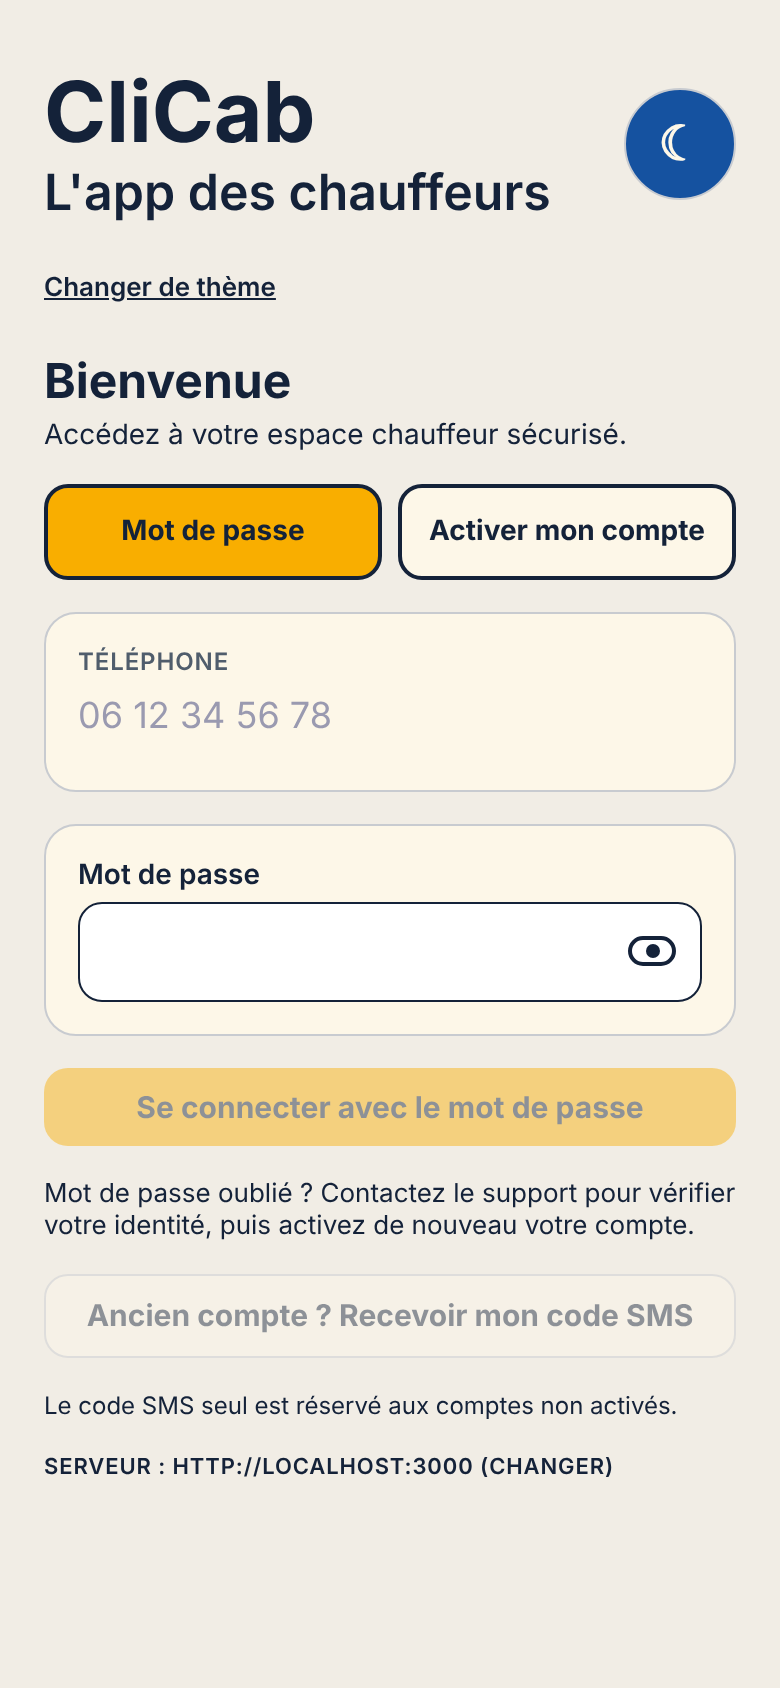 CliCab
L'app des chauffeurs
Changer de thème
Bienvenue
Accédez à votre espace chauffeur sécurisé.
Mot de passe
Activer mon compte
TÉLÉPHONE
06 12 34 56 78
Mot de passe
Se connecter avec le mot de passe
Mot de passe oublié ? Contactez le support pour vérifier
votre identité, puis activez de nouveau votre compte.
Ancien compte ? Recevoir mon code SMS
Le code SMS seul est réservé aux comptes non activés.
SERVEUR : HTTP://LOCALHOST:3000 (CHANGER)